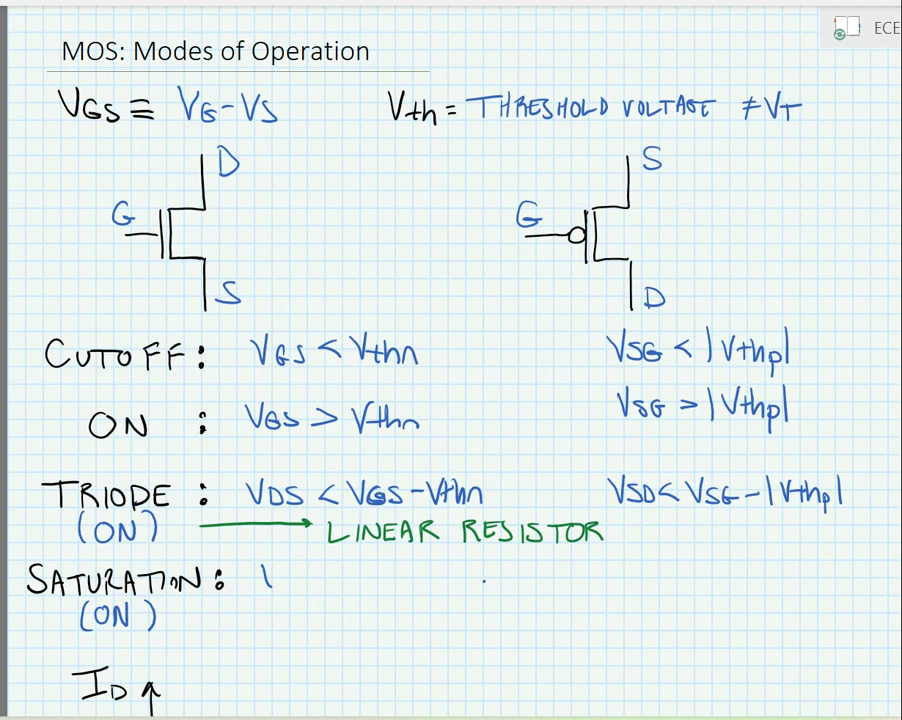 ECE
MOS: Modes of Operation
VGS ≡ VG-VS
Vth = THRESHOLD VOLTAGE ≠ VT
D
S
G
G
S
D
CUTOFF: VGS < Vthn VSG < |Vthp|
ON : VGS > Vthn VSG > |Vthp|
TRIODE : VDS < VGS-Vthn VSD < VSG-|Vthp|
(ON) → LINEAR RESISTOR
SATURATION:
(ON)
ID